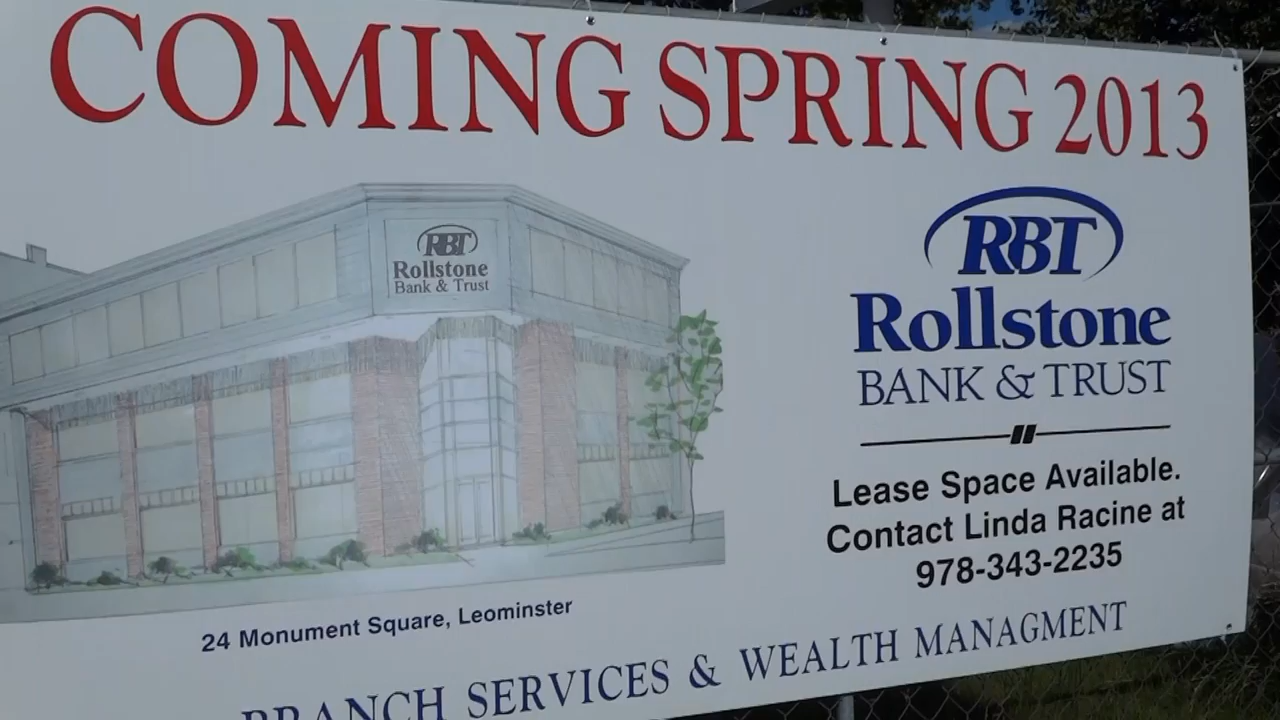 COMING SPRING 2013
RBT
Rollstone
Bank & Trust
RBT
Rollstone
BANK & TRUST
Lease Space Available.
Contact Linda Racine at
978-343-2235
24 Monument Square, Leominster
BRANCH SERVICES & WEALTH MANAGMENT